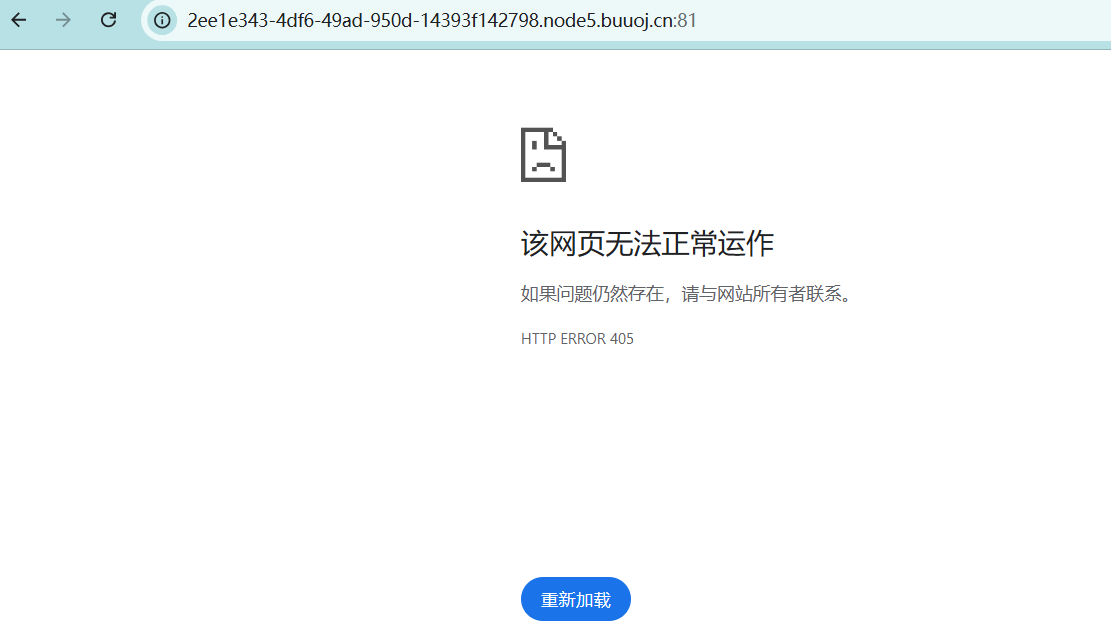 2ee1e343-4df6-49ad-950d-14393f142798.node5.buuoj.cn:81
该网页无法正常运作
如果问题仍然存在，请与网站所有者联系。
HTTP ERROR 405
重新加载